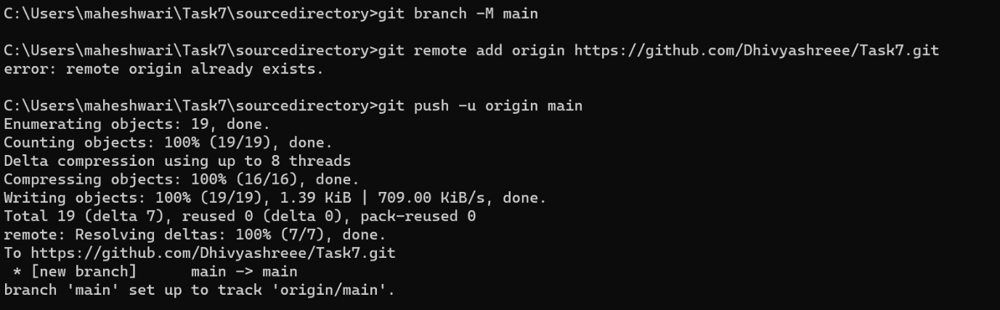 C:\Users\maheshwari\Task7\sourcedirectory>git branch -M main
C:\Users\maheshwari\Task7\sourcedirectory>git remote add origin https://github.com/Dhivyashreee/Task7.git
error: remote origin already exists.
C:\Users\maheshwari\Task7\sourcedirectory>git push -u origin main
Enumerating objects: 19, done.
Counting objects: 100% (19/19), done.
Delta compression using up to 8 threads
Compressing objects: 100% (16/16), done.
Writing objects: 100% (19/19), 1.39 KiB | 709.00 KiB/s, done.
Total 19 (delta 7), reused 0 (delta 0), pack-reused 0
remote: Resolving deltas: 100% (7/7), done.
To https://github.com/Dhivyashreee/Task7.git
 * [new branch]      main -> main
branch 'main' set up to track 'origin/main'.